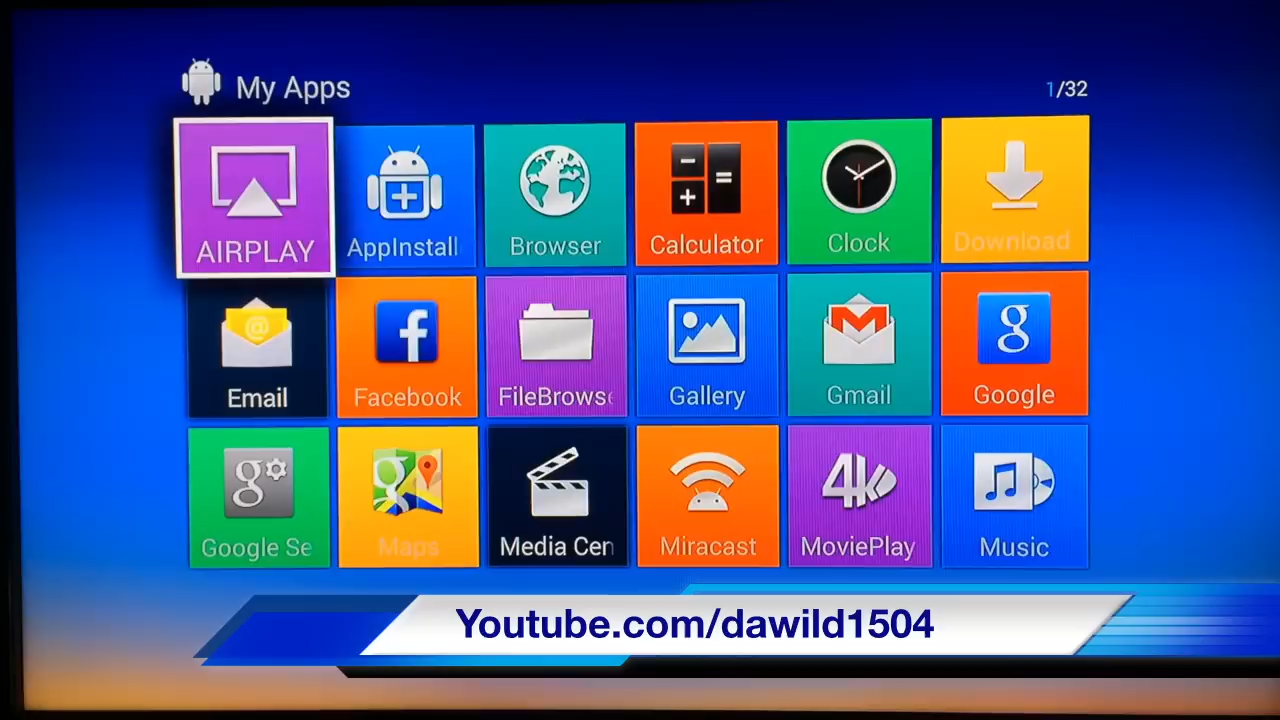 My Apps
1/32
AIRPLAY
AppInstall
Browser
Calculator
Clock
Download
Email
Facebook
FileBrowse
Gallery
Gmail
Google
Google Se
Maps
Media Cen
Miracast
MoviePlay
Music
Youtube.com/dawild1504